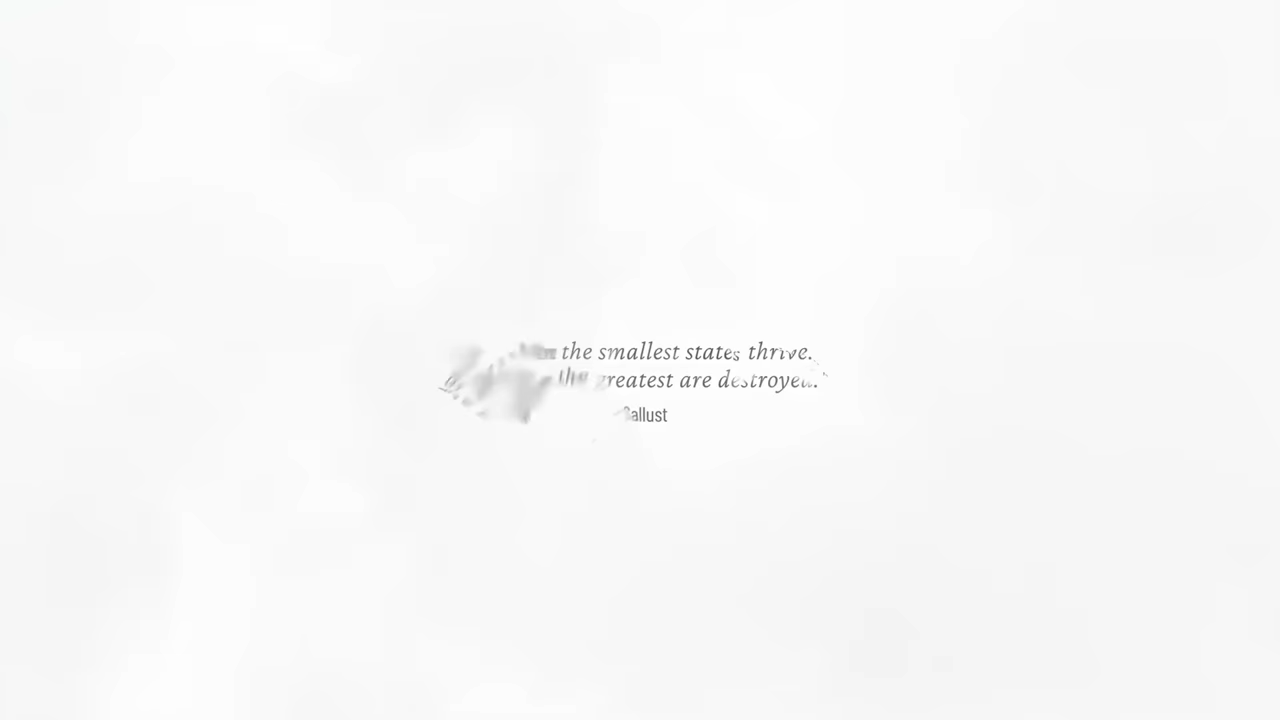 the smallest states thrive.
the greatest are destroyed."
Sallust